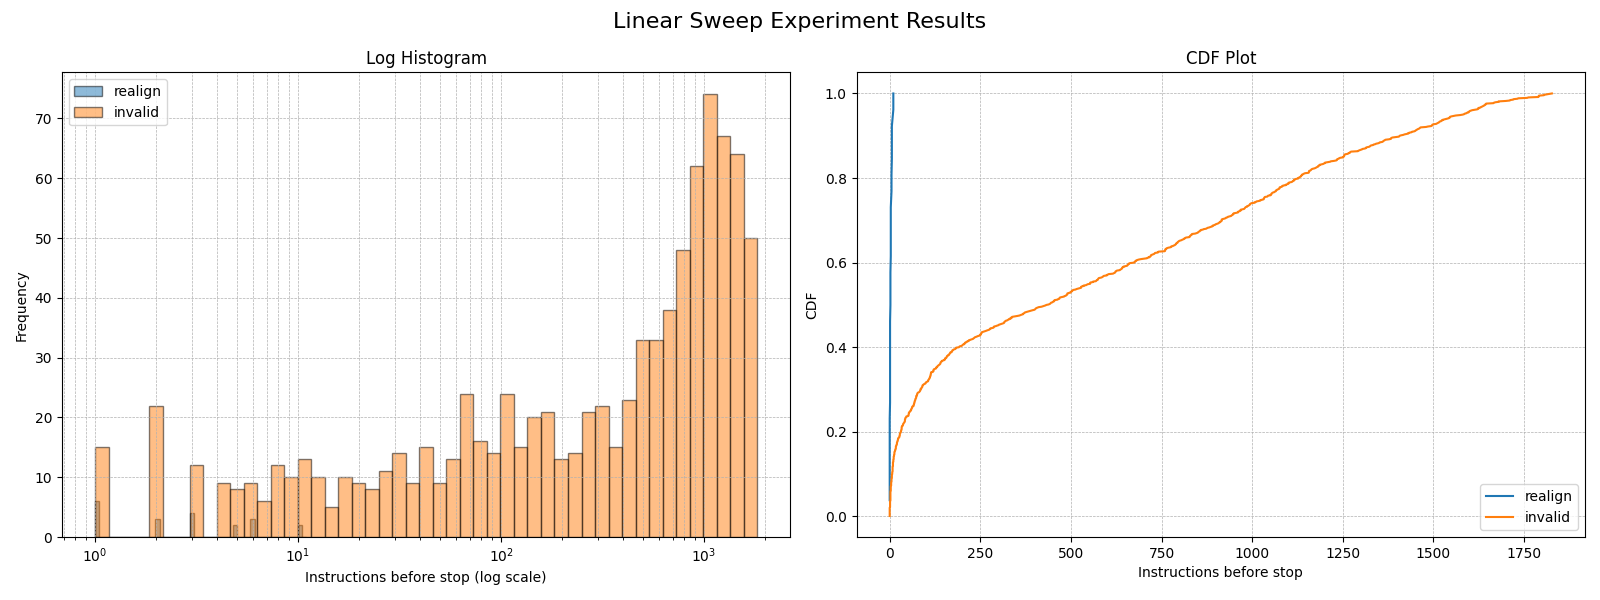 Linear Sweep Experiment Results
Log Histogram
realign
invalid
Frequency
0
10
20
30
40
50
60
70
10^0
10^1
10^2
10^3
Instructions before stop (log scale)
CDF Plot
CDF
0.0
0.2
0.4
0.6
0.8
1.0
realign
invalid
0
250
500
750
1000
1250
1500
1750
Instructions before stop